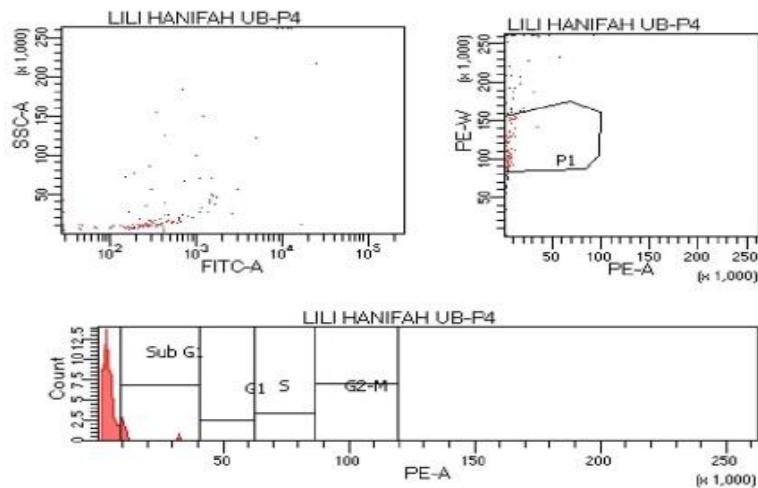 LILI HANIFAH UB-P4
SSC-A
(x 1,000)
50 100 150 200 250
10² 10³ 10⁴ 10⁵
FITC-A
LILI HANIFAH UB-P4
PE-W
(x 1,000)
50 100 150 200 250
P1
50 100 150 200 250
PE-A
(x 1,000)
LILI HANIFAH UB-P4
Count
0 2.5 5 7.5 10 12.5
Sub G1
G1
S
G2-M
50 100 150 200 250
PE-A
(x 1,000)